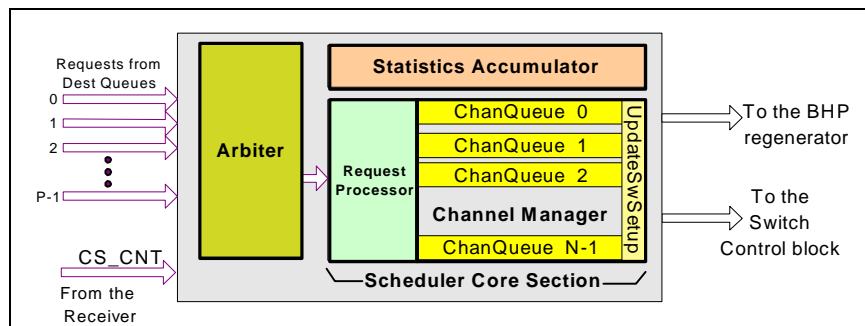 Requests from
Dest Queues
0
1
2
P-1
CS_CNT
From the
Receiver
Arbiter
Statistics Accumulator
Request
Processor
ChanQueue 0
ChanQueue 1
ChanQueue 2
Channel Manager
ChanQueue N-1
UpdateSwSetup
Scheduler Core Section
To the BHP
regenerator
To the
Switch
Control block